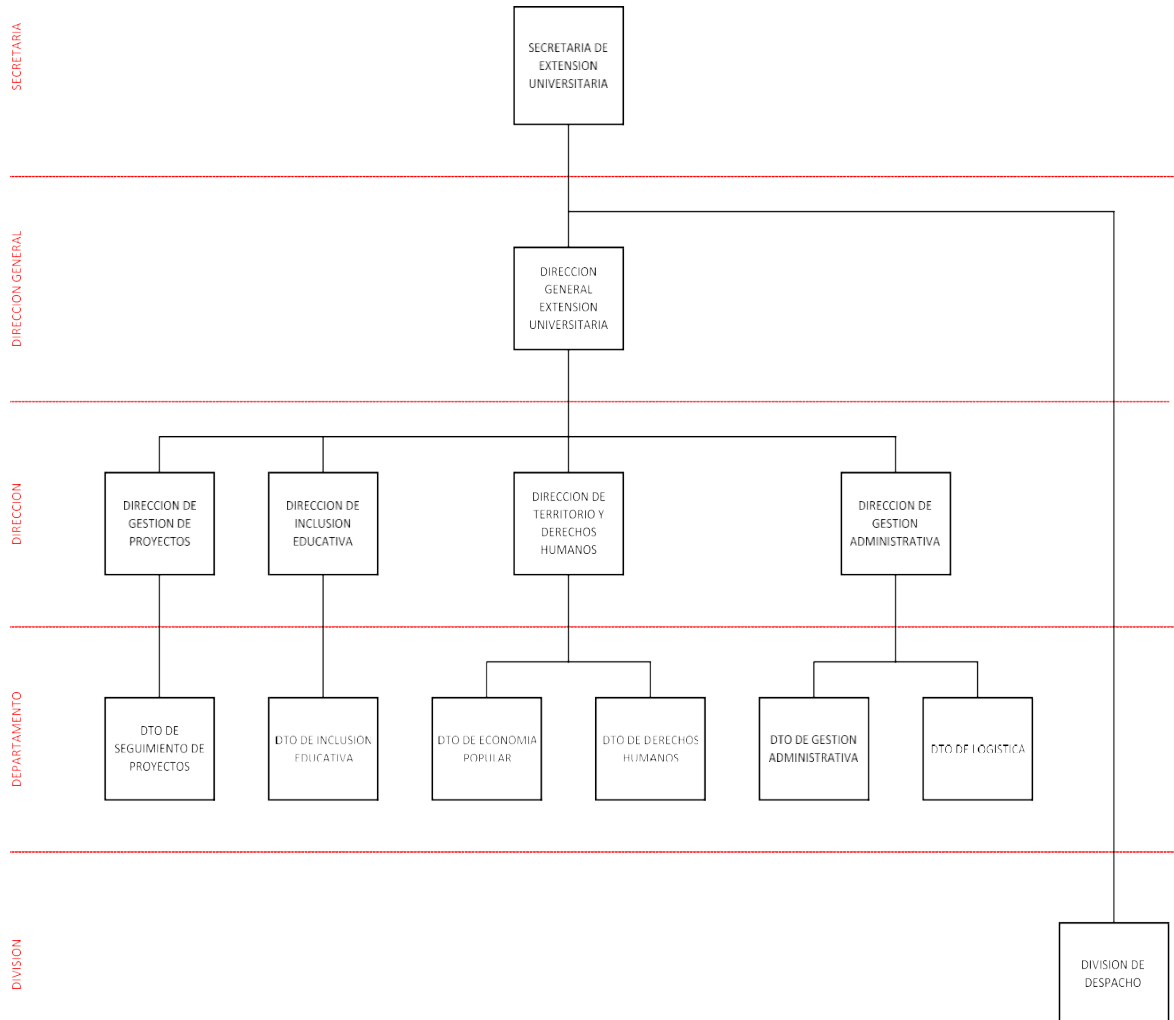 SECRETARIA
SECRETARIA DE
EXTENSION
UNIVERSITARIA
DIRECCION GENERAL
DIRECCION
GENERAL
EXTENSION
UNIVERSITARIA
DIRECCION
DIRECCION DE
GESTION DE
PROYECTOS
DIRECCION DE
INCLUSION
EDUCATIVA
DIRECCION DE
TERRITORIO Y
DERECHOS
HUMANOS
DIRECCION DE
GESTION
ADMINISTRATIVA
DEPARTAMENTO
DTO DE
SEGUIMIENTO DE
PROYECTOS
DTO DE INCLUSION
EDUCATIVA
DTO DE ECONOMIA
POPULAR
DTO DE DERECHOS
HUMANOS
DTO DE GESTION
ADMINISTRATIVA
DTO DE LOGISTICA
DIVISION
DIVISION DE
DESPACHO